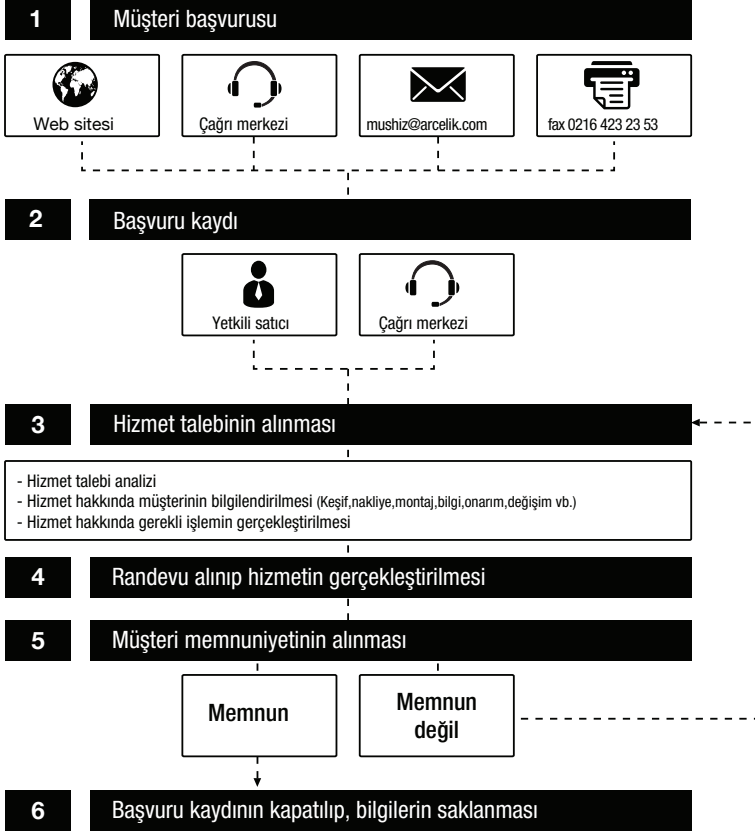 1 Müşteri başvurusu
Web sitesi
Çağrı merkezi
mushiz@arcelik.com
fax 0216 423 23 53
2 Başvuru kaydı
Yetkili satıcı
Çağrı merkezi
3 Hizmet talebinin alınması
- Hizmet talebi analizi
- Hizmet hakkında müşterinin bilgilendirilmesi (Keşif,nakliye,montaj,bilgi,onarım,değişim vb.)
- Hizmet hakkında gerekli işlemin gerçekleştirilmesi
4 Randevu alınıp hizmetin gerçekleştirilmesi
5 Müşteri memnuniyetinin alınması
Memnun
Memnun
değil
6 Başvuru kaydının kapatılıp, bilgilerin saklanması